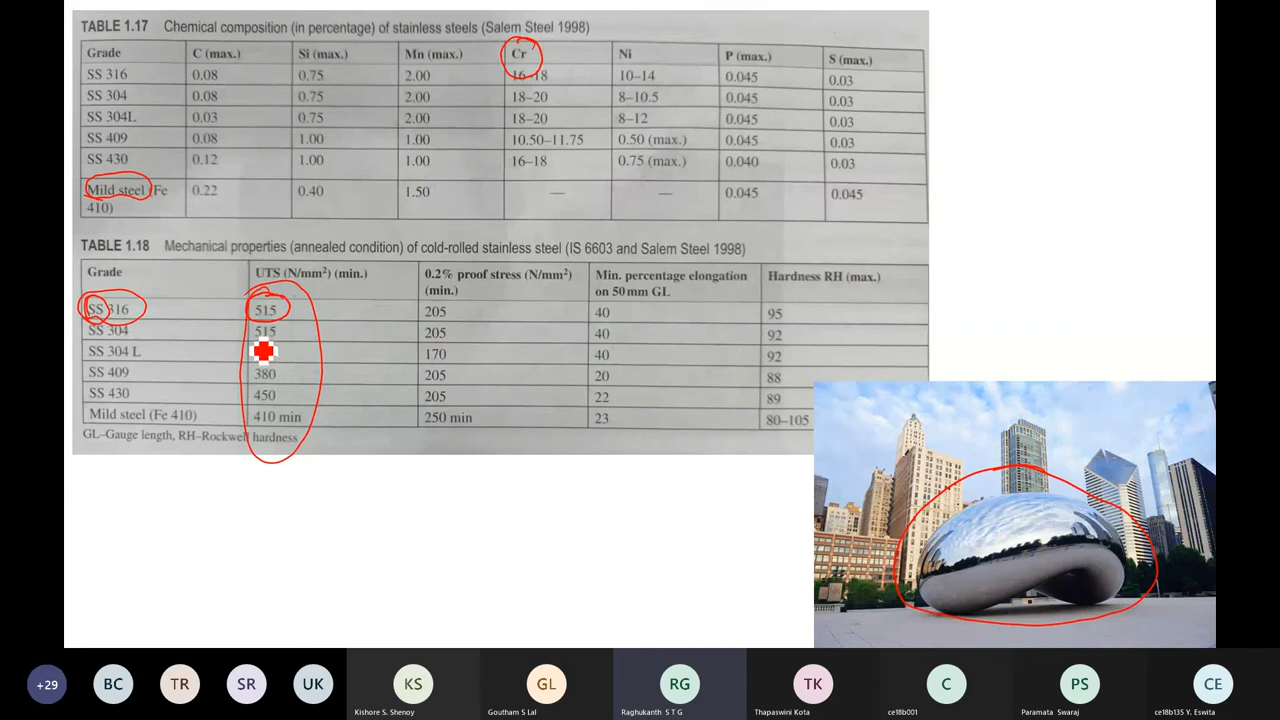 TABLE 1.17 Chemical composition (in percentage) of stainless steels (Salem Steel 1998)
Grade C (max.) Si (max.) Mn (max.) Cr Ni P (max.) S (max.)
SS 316 0.08 0.75 2.00 16–18 10–14 0.045 0.03
SS 304 0.08 0.75 2.00 18–20 8–10.5 0.045 0.03
SS 304L 0.03 0.75 2.00 18–20 8–12 0.045 0.03
SS 409 0.08 1.00 1.00 10.50–11.75 0.50 (max.) 0.045 0.03
SS 430 0.12 1.00 1.00 16–18 0.75 (max.) 0.040 0.03
Mild steel (Fe 0.22 0.40 1.50 — — 0.045 0.045
410)
TABLE 1.18 Mechanical properties (annealed condition) of cold-rolled stainless steel (IS 6603 and Salem Steel 1998)
Grade UTS (N/mm²) (min.) 0.2% proof stress (N/mm²) Min. percentage elongation Hardness RH (max.)
(min.) on 50 mm GL
SS 316 515 205 40 95
SS 304 515 205 40 92
SS 304 L 170 40 92
SS 409 380 205 20 88
SS 430 450 205 22 89
Mild steel (Fe 410) 410 min 250 min 23 80–105
GL–Gauge length, RH–Rockwell hardness
+29 BC TR SR UK KS GL RG TK C PS CE
Kishore S. Shenoy Goutham S Lal Raghukanth S T G Thapaswini Kota ce18b001 Paramata Swaraj ce18b135 Y. Eswita